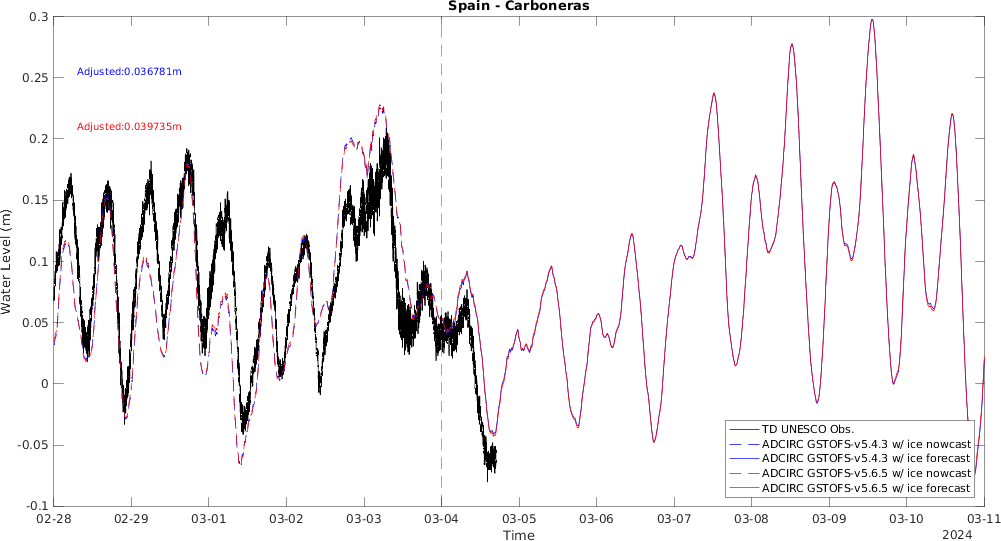 Spain - Carboneras
0.3
0.25
0.2
0.15
0.1
0.05
0
-0.05
-0.1
Water Level (m)
Adjusted:0.036781m
Adjusted:0.039735m
TD UNESCO Obs.
ADCIRC GSTOFS-v5.4.3 w/ ice nowcast
ADCIRC GSTOFS-v5.4.3 w/ ice forecast
ADCIRC GSTOFS-v5.6.5 w/ ice nowcast
ADCIRC GSTOFS-v5.6.5 w/ ice forecast
02-28 02-29 03-01 03-02 03-03 03-04 03-05 03-06 03-07 03-08 03-09 03-10 03-11
Time
2024